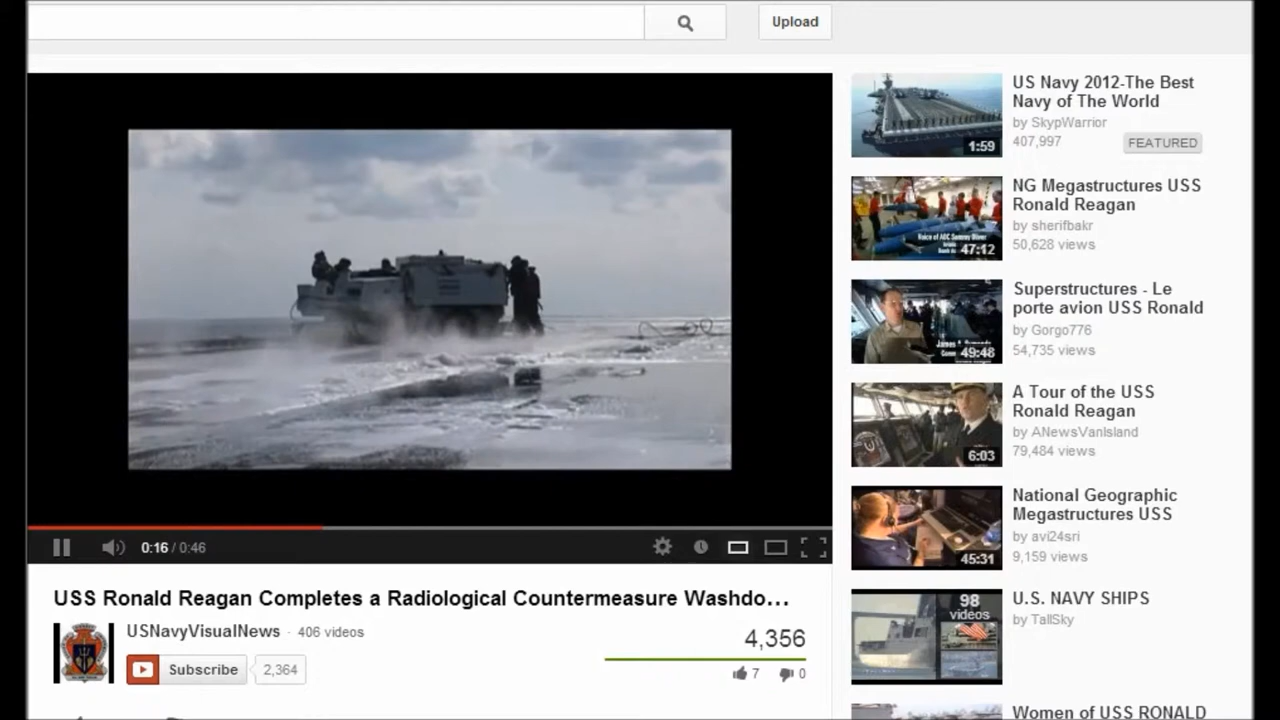 Upload
0:16 / 0:46
USS Ronald Reagan Completes a Radiological Countermeasure Washdo...
USNavyVisualNews · 406 videos
Subscribe 2,364
4,356
7 0
US Navy 2012-The Best
Navy of The World
by SkypWarrior
407,997
FEATURED
1:59
NG Megastructures USS
Ronald Reagan
by sherifbakr
50,628 views
47:12
Superstructures - Le
porte avion USS Ronald
by Gorgo776
54,735 views
49:48
A Tour of the USS
Ronald Reagan
by ANewsVanIsland
79,484 views
6:03
National Geographic
Megastructures USS
by avi24sri
9,159 views
45:31
U.S. NAVY SHIPS
by TallSky
98
videos
Women of USS RONALD